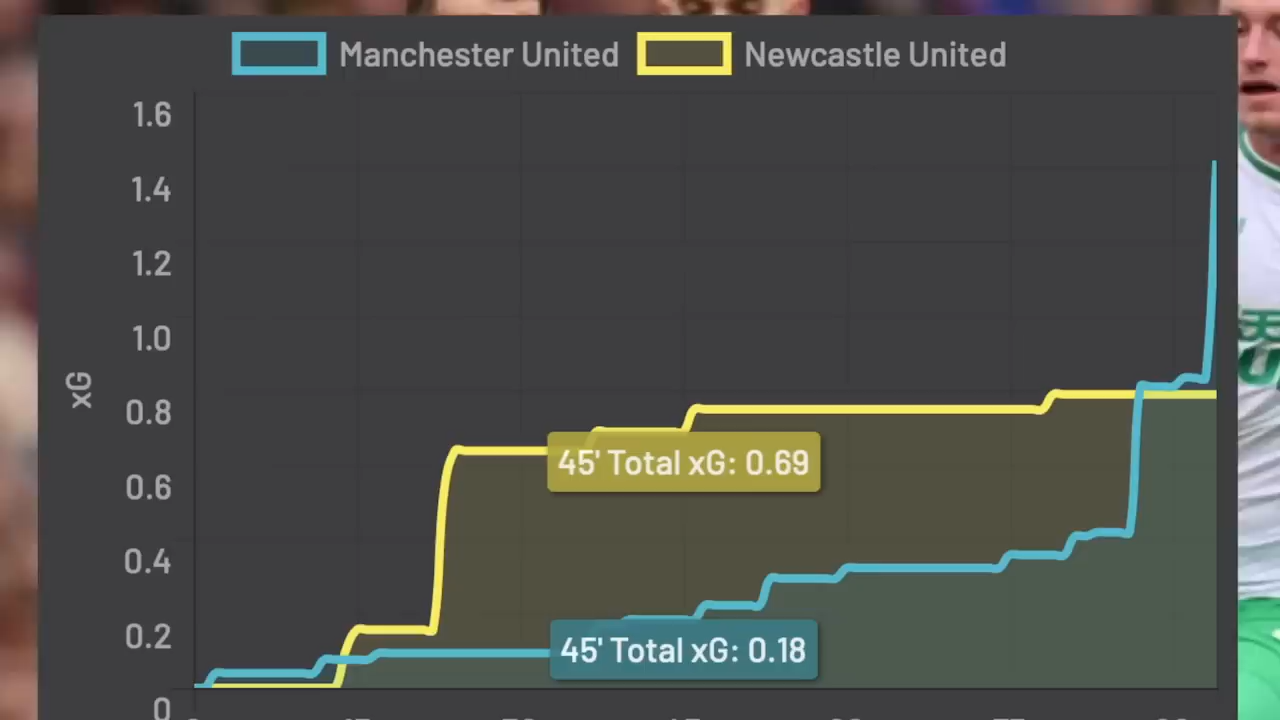 Manchester United
Newcastle United
1.6
1.4
1.2
1.0
xG
0.8
45' Total xG: 0.69
0.6
0.4
0.2
45' Total xG: 0.18
0